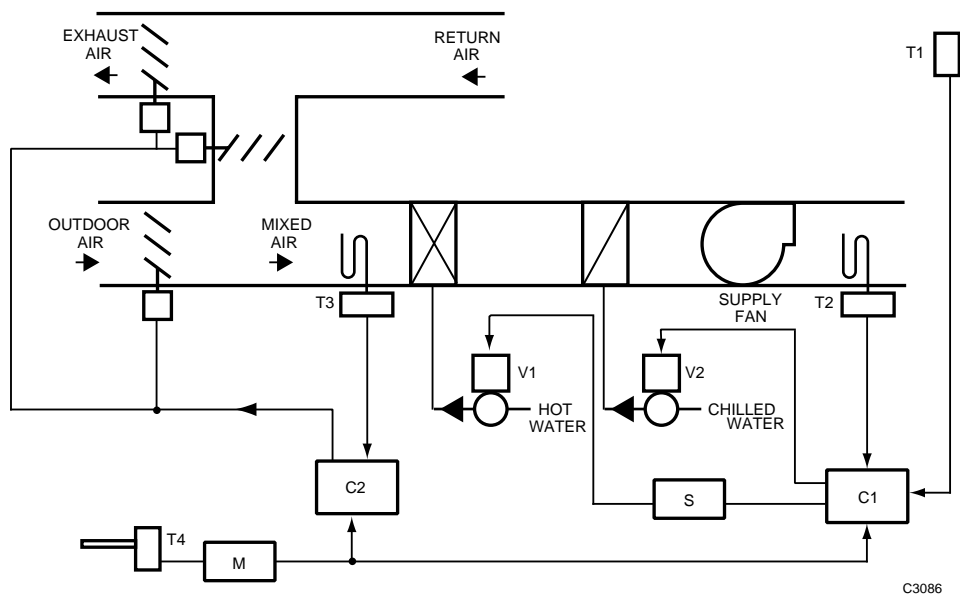 EXHAUST
AIR
RETURN
AIR
T1
OUTDOOR
AIR
MIXED
AIR
T3
SUPPLY
FAN
T2
V1
V2
HOT
WATER
CHILLED
WATER
C2
S
C1
T4
M
C3086